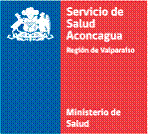 Servicio de
Salud
Aconcagua
Región de Valparaíso
Ministerio de
Salud